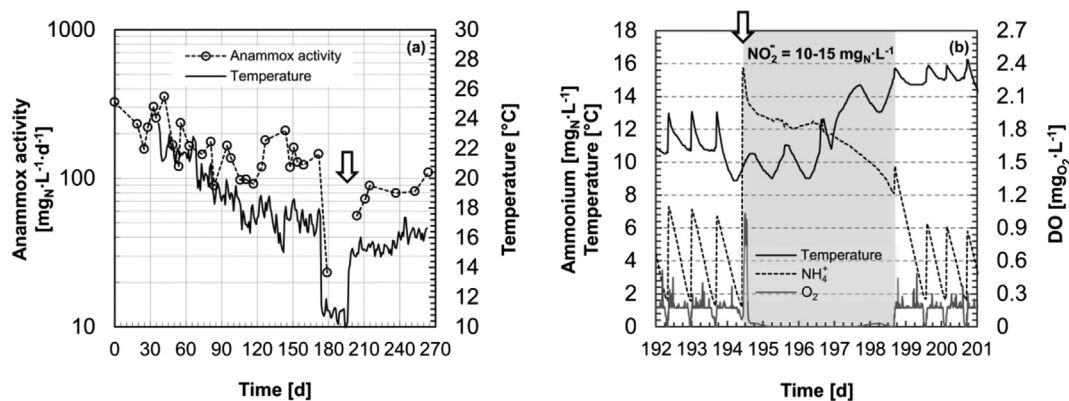 (a)
Anammox activity
Temperature
Anammox activity
[mgN·L-1·d-1]
1000
100
10
Temperature [°C]
30
28
26
24
22
20
18
16
14
12
10
0 30 60 90 120 150 180 210 240 270
Time [d]
(b)
NO2- = 10-15 mgN·L-1
Temperature
NH4+
O2
Ammonium [mgN·L-1]
Temperature [°C]
18
16
14
12
10
8
6
4
2
0
DO [mgO2·L-1]
2.7
2.4
2.1
1.8
1.5
1.2
0.9
0.6
0.3
0
192 193 194 195 196 197 198 199 200 201
Time [d]